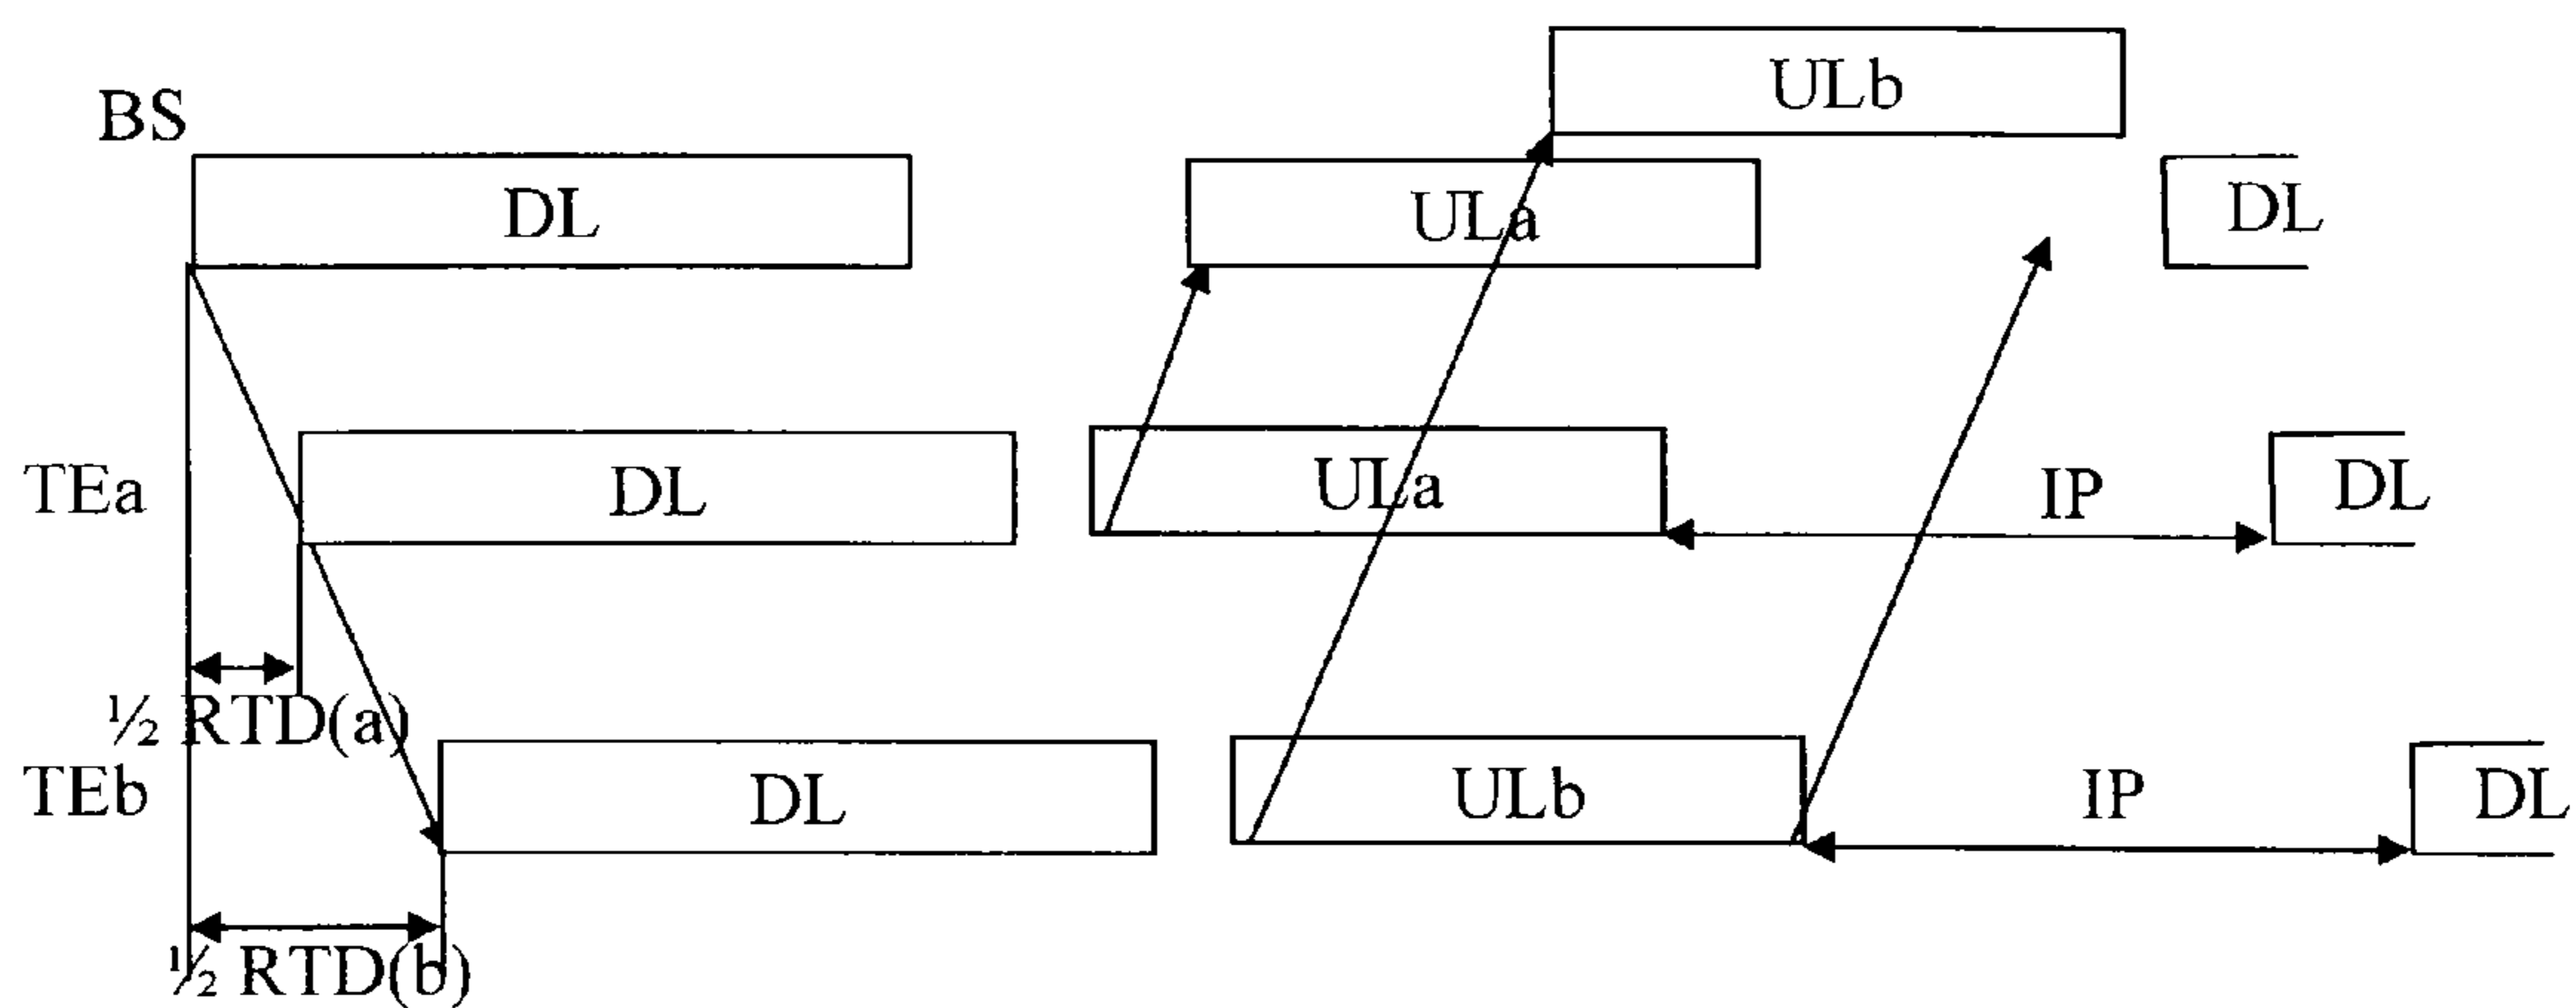 ULb
BS
DL
ULa
DL
TEa
DL
ULa
IP
DL
½ RTD(a)
TEb
DL
ULb
IP
DL
½ RTD(b)